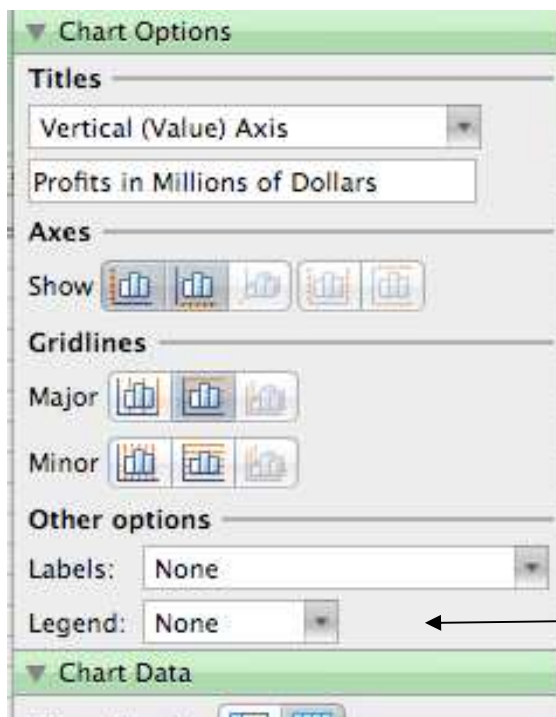 Chart Options
Titles
Vertical (Value) Axis
Profits in Millions of Dollars
Axes
Show
Gridlines
Major
Minor
Other options
Labels: None
Legend: None
Chart Data